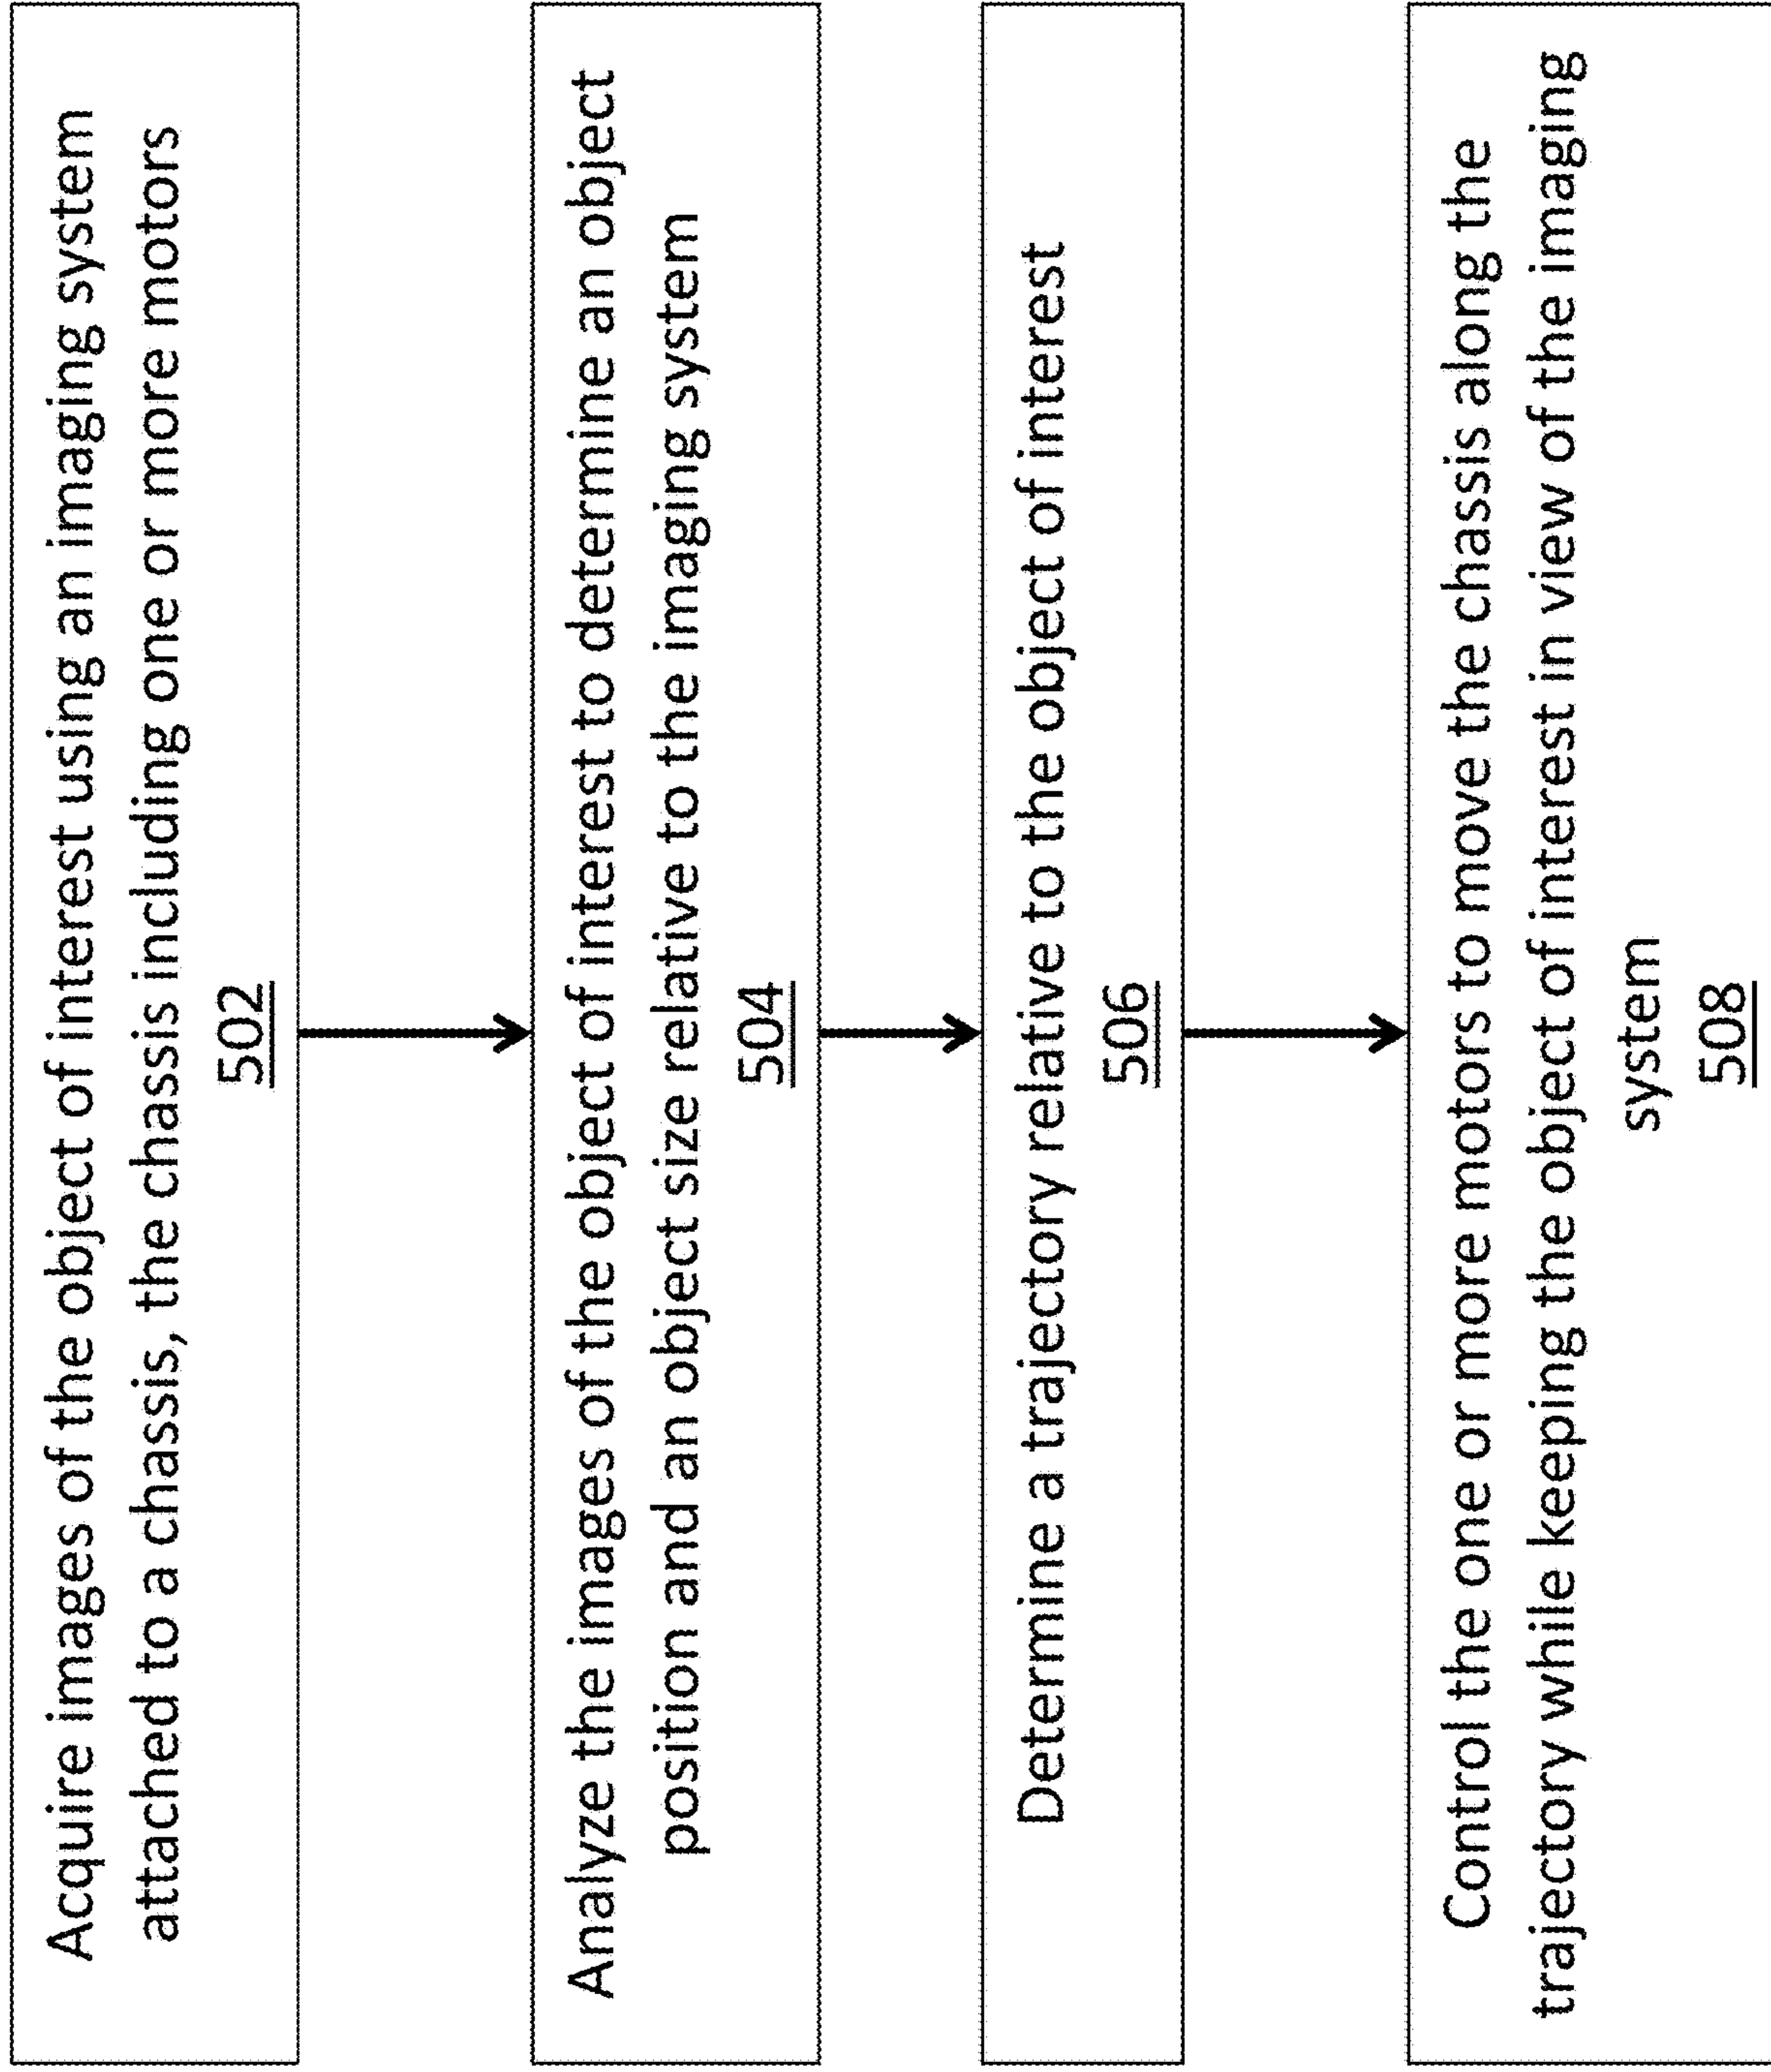 Acquire images of the object of interest using an imaging system
attached to a chassis, the chassis including one or more motors
502
Analyze the images of the object of interest to determine an object
position and an object size relative to the imaging system
504
Determine a trajectory relative to the object of interest
506
Control the one or more motors to move the chassis along the
trajectory while keeping the object of interest in view of the imaging
system
508